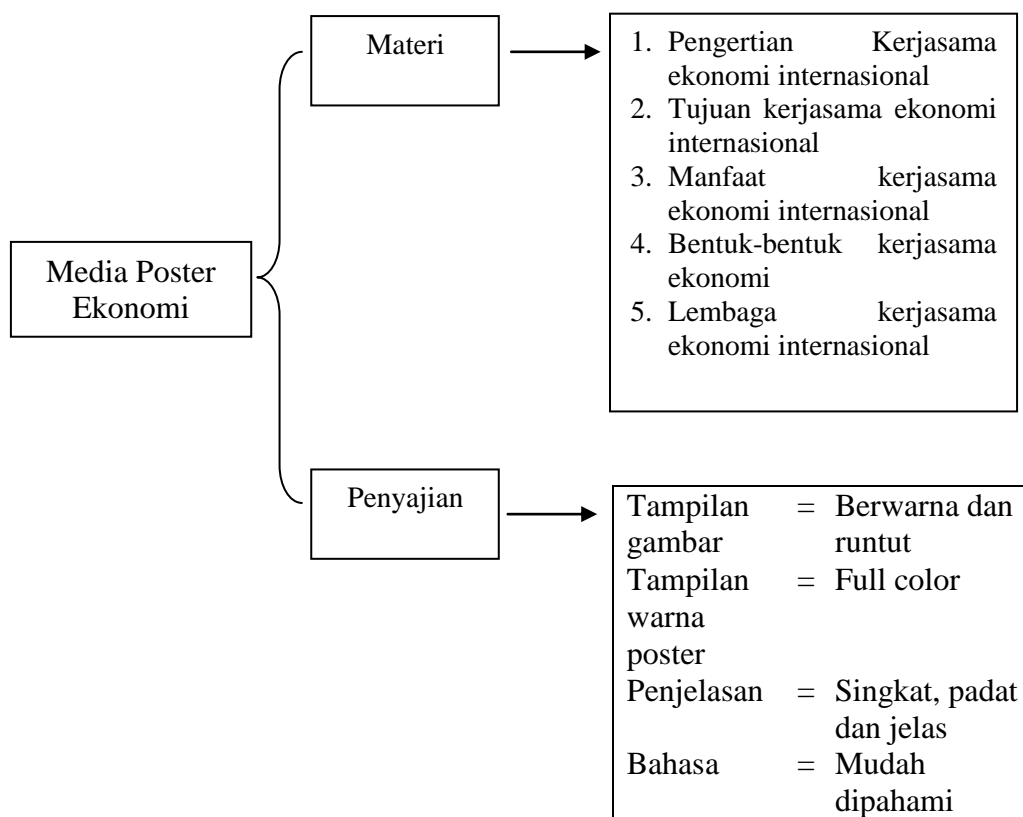 Media Poster
Ekonomi
Materi
1. Pengertian Kerjasama
ekonomi internasional
2. Tujuan kerjasama ekonomi
internasional
3. Manfaat kerjasama
ekonomi internasional
4. Bentuk-bentuk kerjasama
ekonomi
5. Lembaga kerjasama
ekonomi internasional
Penyajian
Tampilan = Berwarna dan
gambar runtut
Tampilan = Full color
warna
poster
Penjelasan = Singkat, padat
dan jelas
Bahasa = Mudah
dipahami